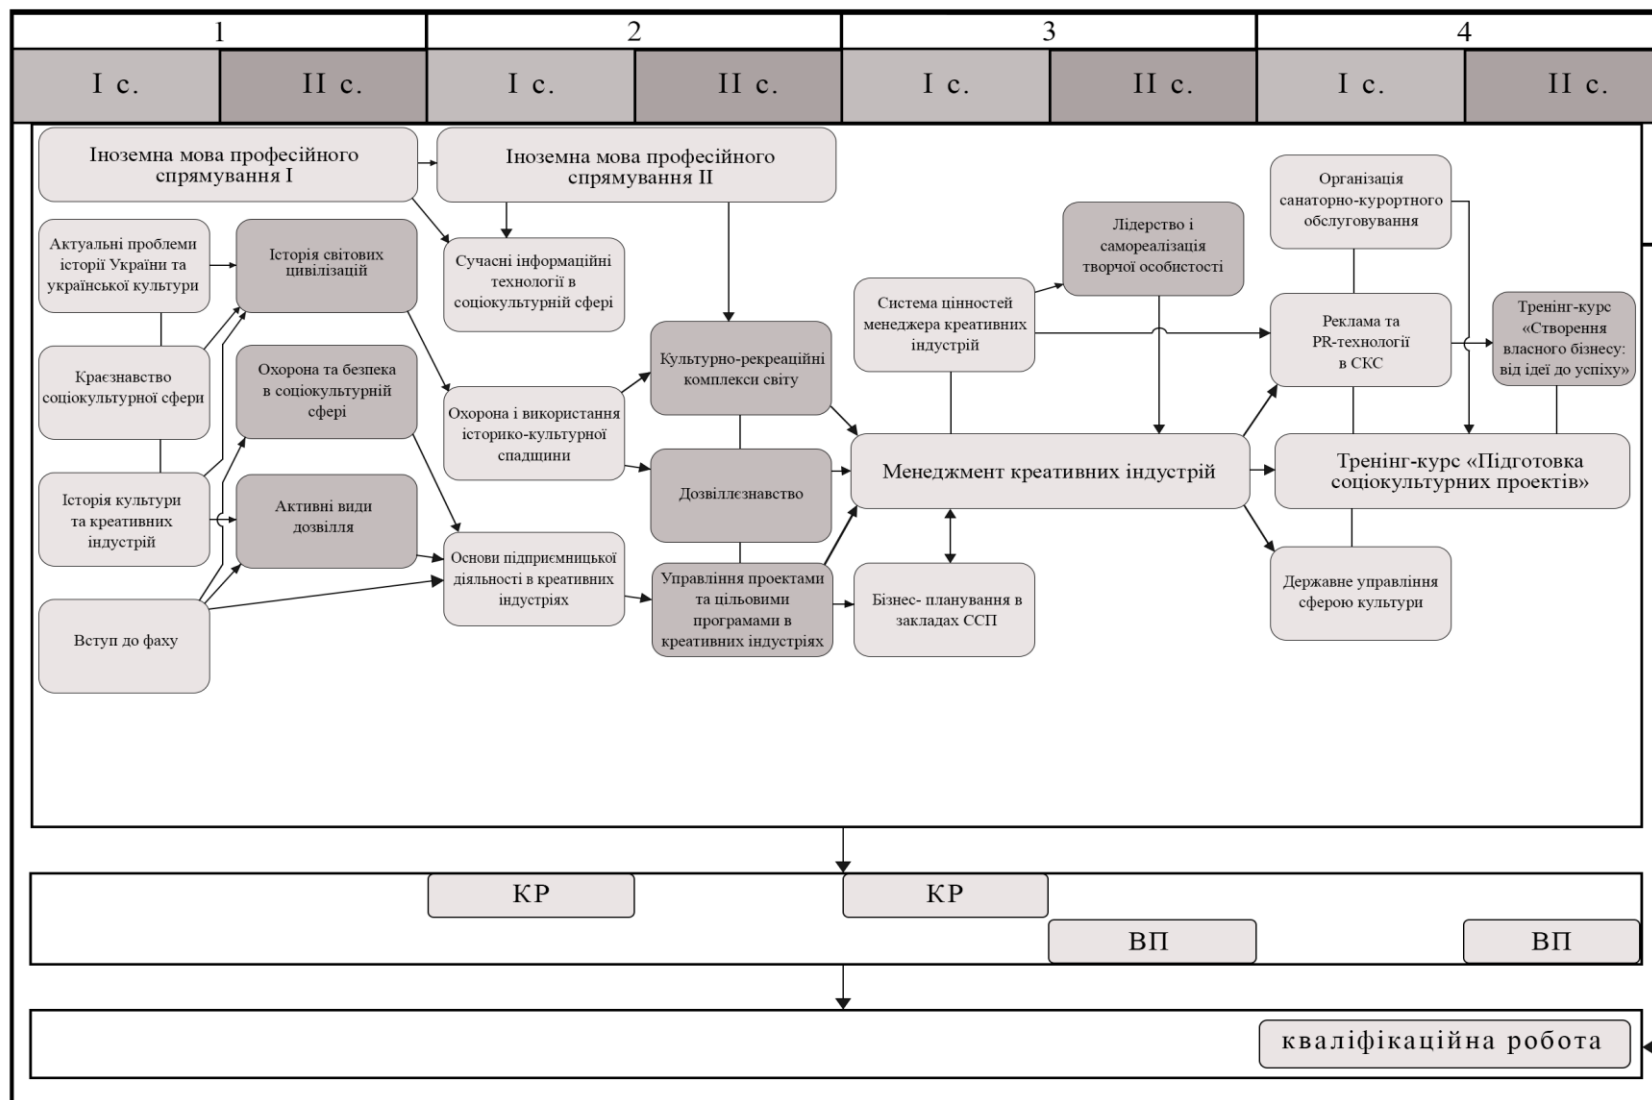 1
2
3
4
І с.
ІІ с.
І с.
ІІ с.
І с.
ІІ с.
І с.
ІІ с.
Іноземна мова професійного
спрямування І
Іноземна мова професійного
спрямування ІІ
Актуальні проблеми
історії України та
української культури
Краєзнавство
соціокультурної сфери
Історія культури
та креативних
індустрій
Вступ до фаху
Історія світових
цивілізацій
Охорона та безпека
в соціокультурній
сфері
Активні види
дозвілля
Сучасні інформаційні
технології в
соціокультурній сфері
Охорона і використання
історико-культурної
спадщини
Основи підприємницької
діяльності в креативних
індустріях
Культурно-рекреаційні
комплекси світу
Дозвіллєзнавство
Управління проектами
та цільовими
програмами в
креативних індустріях
Система цінностей
менеджера креативних
індустрій
Лідерство і
самореалізація
творчої особистості
Менеджмент креативних індустрій
Бізнес- планування в
закладах ССП
Організація
санаторно-курортного
обслуговування
Реклама та
PR-технології
в СКС
Тренінг-курс
«Створення
власного бізнесу:
від ідеї до успіху»
Тренінг-курс «Підготовка
соціокультурних проектів»
Державне управління
сферою культури
КР
КР
ВП
ВП
кваліфікаційна робота